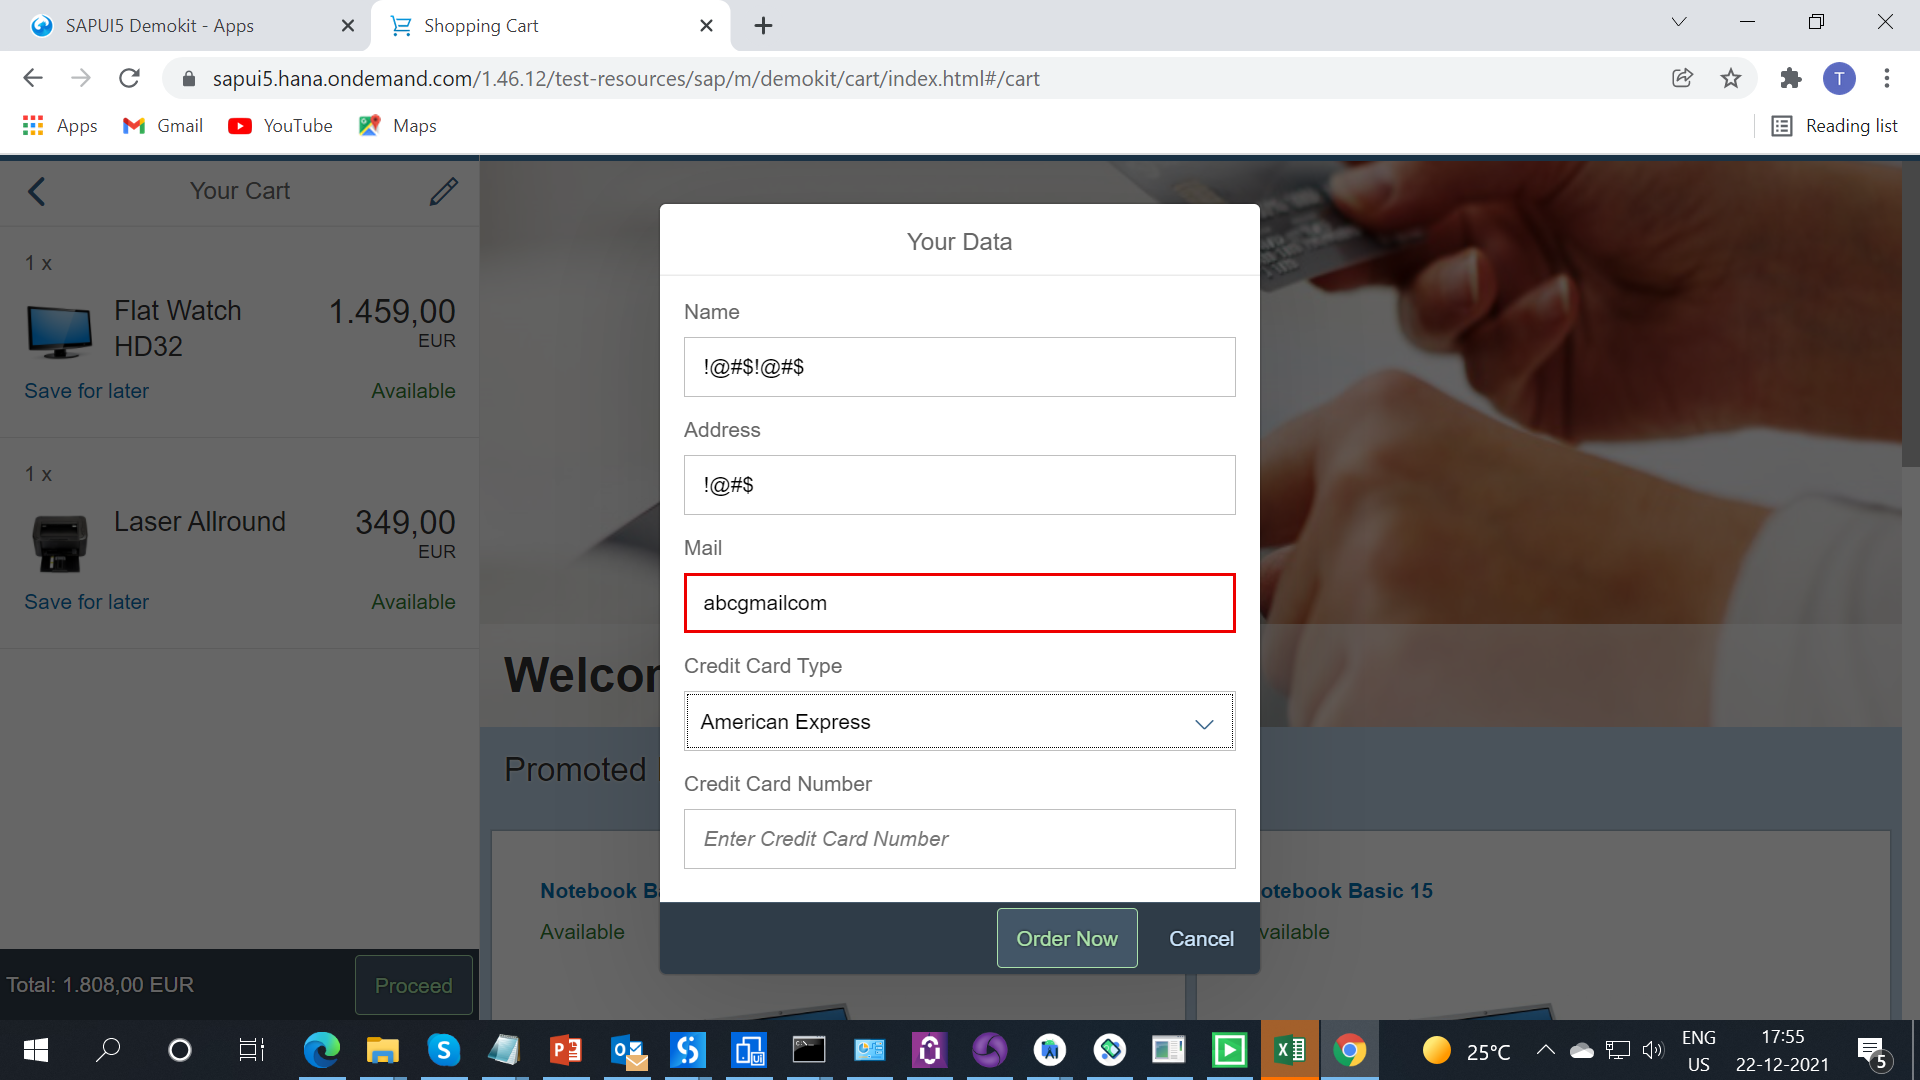 SAPUI5 Demokit - Apps
Shopping Cart
sapui5.hana.ondemand.com/1.46.12/test-resources/sap/m/demokit/cart/index.html#/cart
T
Apps
Gmail
YouTube
Maps
Reading list
Your Cart
1 x
Flat Watch
HD32
1.459,00
EUR
Save for later
Available
1 x
Laser Allround
349,00
EUR
Save for later
Available
Total: 1.808,00 EUR
Proceed
Your Data
Name
!@#$!@#$
Address
!@#$
Mail
abcgmailcom
Credit Card Type
American Express
Credit Card Number
Enter Credit Card Number
Order Now
Cancel
Promoted
Notebook
Available
Notebook Basic 15
25°C
ENG
US
17:55
22-12-2021
5